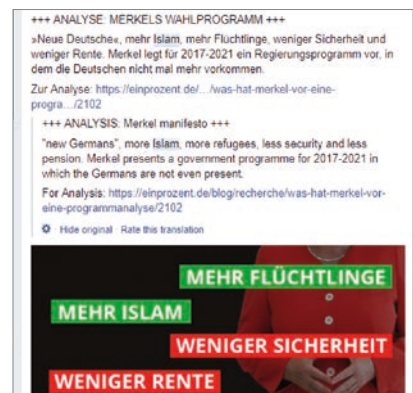 +++ ANALYSE: MERKELS WAHLPROGRAMM +++
»Neue Deutsche«, mehr Islam, mehr Flüchtlinge, weniger Sicherheit und
weniger Rente. Merkel legt für 2017-2021 ein Regierungsprogramm vor, in
dem die Deutschen nicht mal mehr vorkommen.
Zur Analyse: https://einprozent.de/.../was-hat-merkel-vor-eine-
progra.../2102
+++ ANALYSIS: Merkel manifesto +++
"new Germans", more Islam, more refugees, less security and less
pension. Merkel presents a government programme for 2017-2021 in
which the Germans are not even present.
For Analysis: https://einprozent.de/blog/recherche/was-hat-merkel-vor-
eine-programmanalyse/2102
Hide original · Rate this translation
MEHR FLÜCHTLINGE
MEHR ISLAM
WENIGER SICHERHEIT
WENIGER RENTE